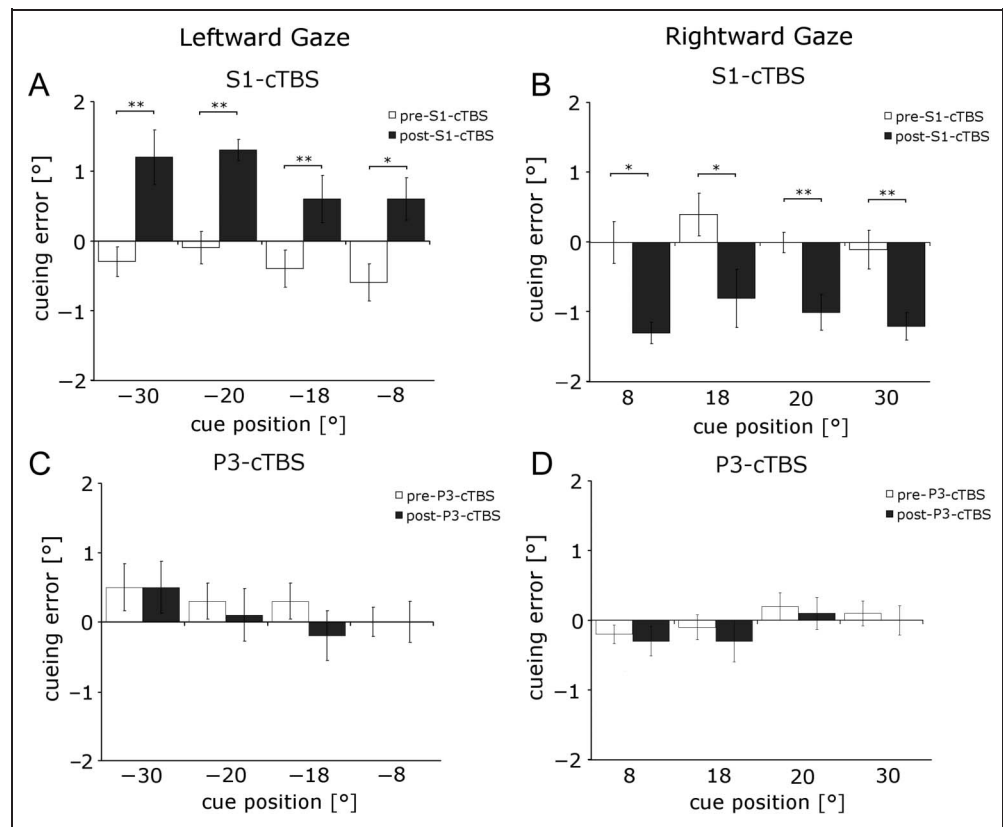 Leftward Gaze
Rightward Gaze
A
S1-cTBS
pre-S1-cTBS
post-S1-cTBS
cueing error [°]
2
1
0
−1
−2
** ** ** *
−30 −20 −18 −8
cue position [°]
B
S1-cTBS
pre-S1-cTBS
post-S1-cTBS
cueing error [°]
2
1
0
−1
−2
* * ** **
8 18 20 30
cue position [°]
C
P3-cTBS
pre-P3-cTBS
post-P3-cTBS
cueing error [°]
2
1
0
−1
−2
−30 −20 −18 −8
cue position [°]
D
P3-cTBS
pre-P3-cTBS
post-P3-cTBS
cueing error [°]
2
1
0
−1
−2
8 18 20 30
cue position [°]